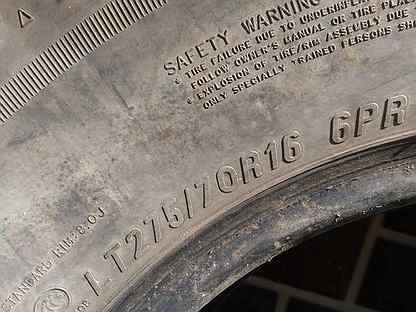 SAFETY WARNING
TIRE FAILURE DUE TO UNDERINFL
FOLLOW OWNER'S MANUAL OR TIRE PLA
EXPLOSION OF TIRE/RIM ASSEMBLY DUE
ONLY SPECIALLY TRAINED PERSONS SH
LT275/70R16 6PR
STANDARD RIM 8.0J